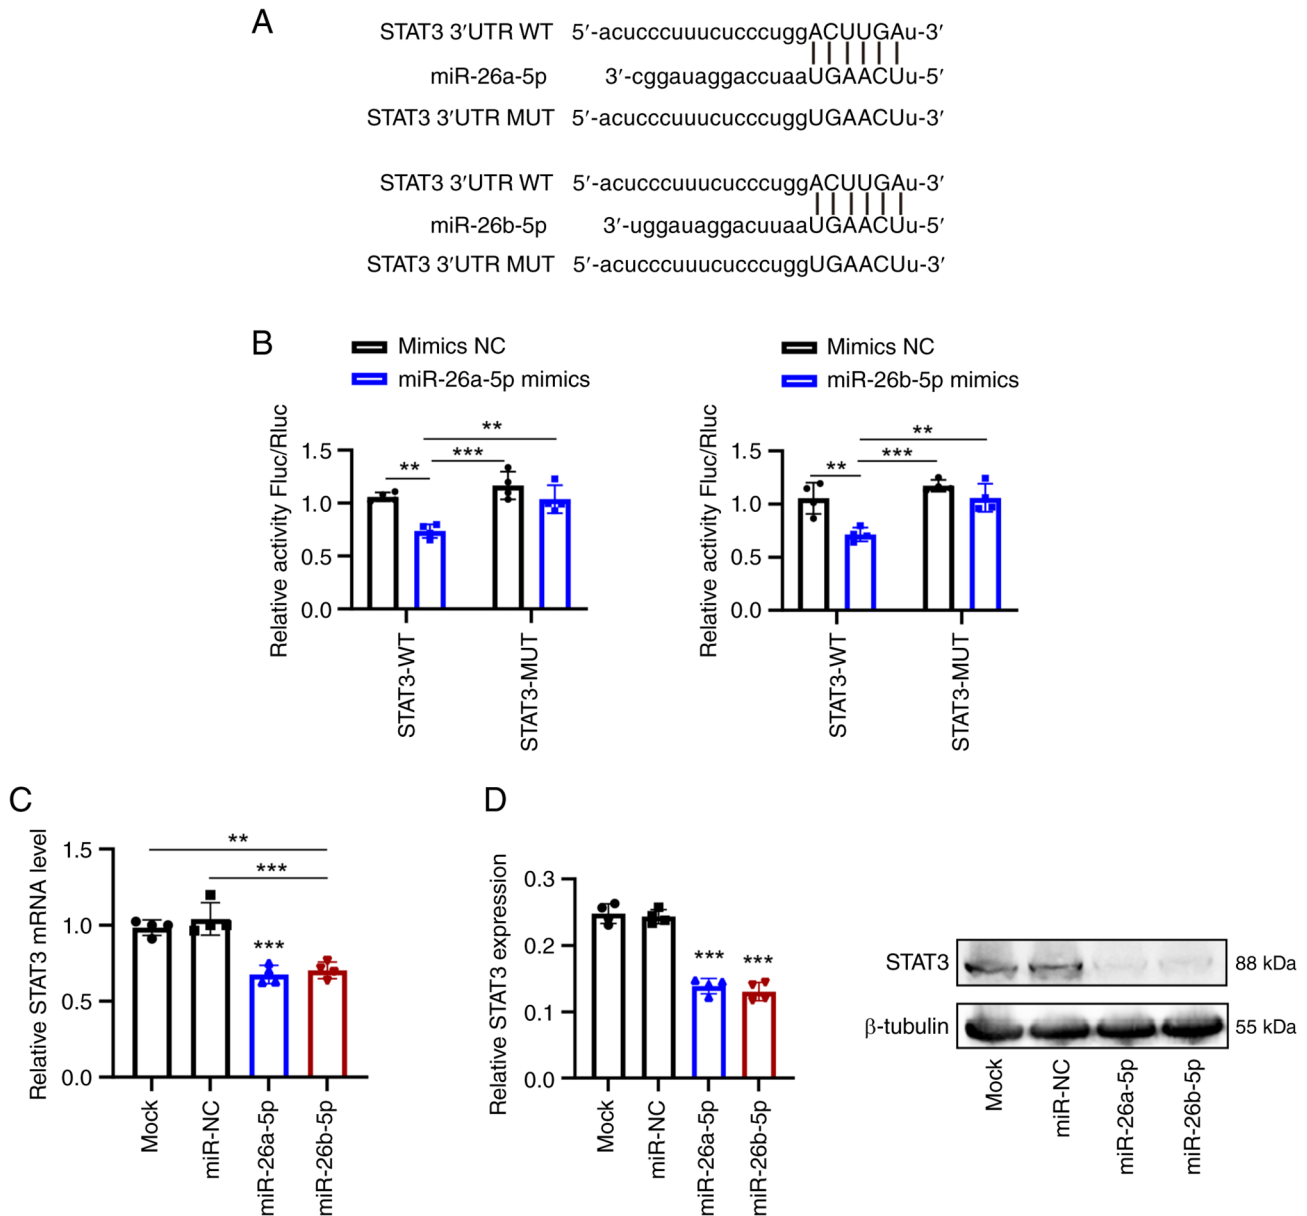 A
STAT3 3′UTR WT 5′-acucccuuucucccuggACUUGAu-3′
miR-26a-5p 3′-cggauaggaccuaaUGAACUu-5′
STAT3 3′UTR MUT 5′-acucccuuucucccuggUGAACUu-3′
STAT3 3′UTR WT 5′-acucccuuucucccuggACUUGAu-3′
miR-26b-5p 3′-uggauaggacuuaaUGAACUu-5′
STAT3 3′UTR MUT 5′-acucccuuucucccuggUGAACUu-3′
B
Mimics NC
miR-26a-5p mimics
Relative activity Fluc/Rluc
1.5
1.0
0.5
0.0
**
***
**
STAT3-WT
STAT3-MUT
Mimics NC
miR-26b-5p mimics
Relative activity Fluc/Rluc
1.5
1.0
0.5
0.0
**
***
**
STAT3-WT
STAT3-MUT
C
Relative STAT3 mRNA level
1.5
1.0
0.5
0.0
**
***
***
Mock
miR-NC
miR-26a-5p
miR-26b-5p
D
Relative STAT3 expression
0.3
0.2
0.1
0.0
***
***
Mock
miR-NC
miR-26a-5p
miR-26b-5p
STAT3
88 kDa
β-tubulin
55 kDa
Mock
miR-NC
miR-26a-5p
miR-26b-5p